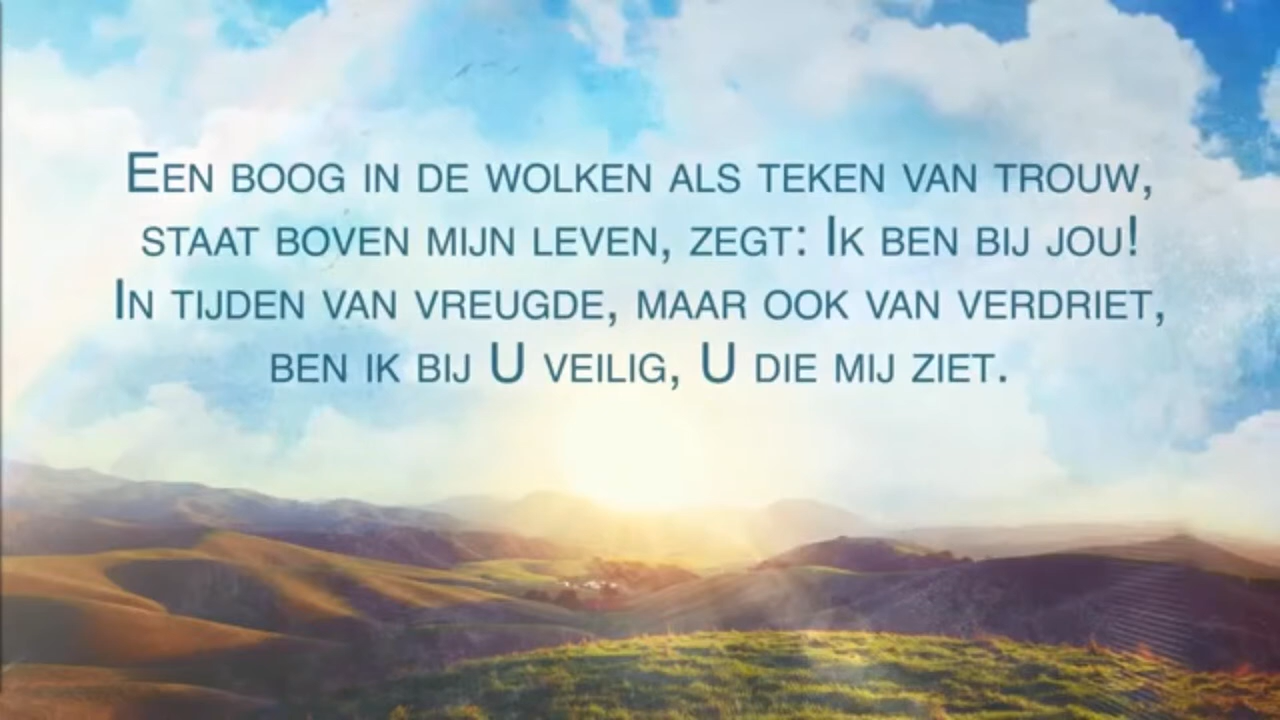 Een boog in de wolken als teken van trouw,
staat boven mijn leven, zegt: Ik ben bij jou!
In tijden van vreugde, maar ook van verdriet,
ben ik bij U veilig, U die mij ziet.